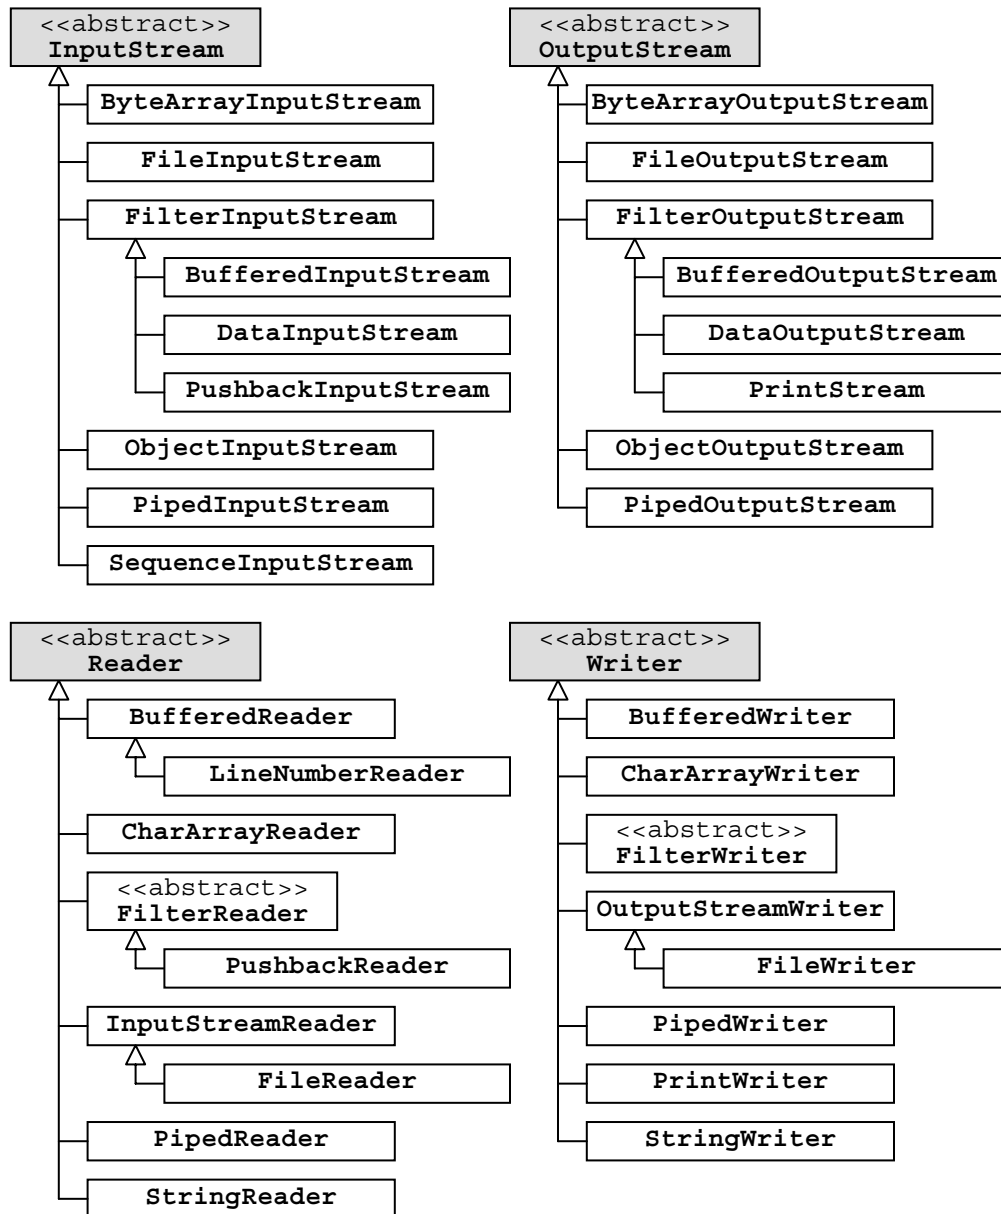 <<abstract>>
InputStream
ByteArrayInputStream
FileInputStream
FilterInputStream
BufferedInputStream
DataInputStream
PushbackInputStream
ObjectInputStream
PipedInputStream
SequenceInputStream
<<abstract>>
OutputStream
ByteArrayOutputStream
FileOutputStream
FilterOutputStream
BufferedOutputStream
DataOutputStream
PrintStream
ObjectOutputStream
PipedOutputStream
<<abstract>>
Reader
BufferedReader
LineNumberReader
CharArrayReader
<<abstract>>
FilterReader
PushbackReader
InputStreamReader
FileReader
PipedReader
StringReader
<<abstract>>
Writer
BufferedWriter
CharArrayWriter
<<abstract>>
FilterWriter
OutputStreamWriter
FileWriter
PipedWriter
PrintWriter
StringWriter